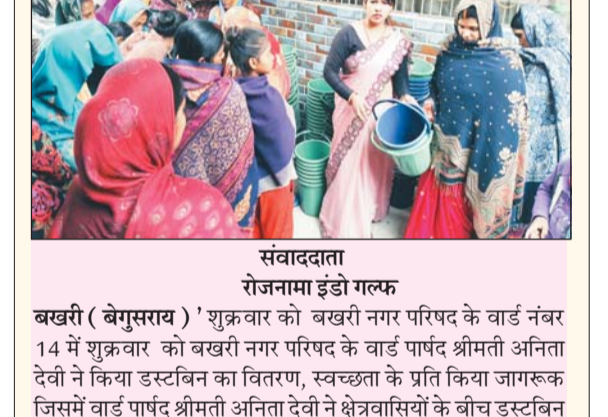 संवाददाता
रोजनामा इंडो गल्फ
बखरी ( बेगुसराय ) ' शुक्रवार को बखरी नगर परिषद के वार्ड नंबर
14 में शुक्रवार को बखरी नगर परिषद के वार्ड पार्षद श्रीमती अनिता
देवी ने किया डस्टबिन का वितरण, स्वच्छता के प्रति किया जागरूक
जिसमें वार्ड पार्षद श्रीमती अनिता देवी ने क्षेत्रवासियों के बीच डस्टबिन